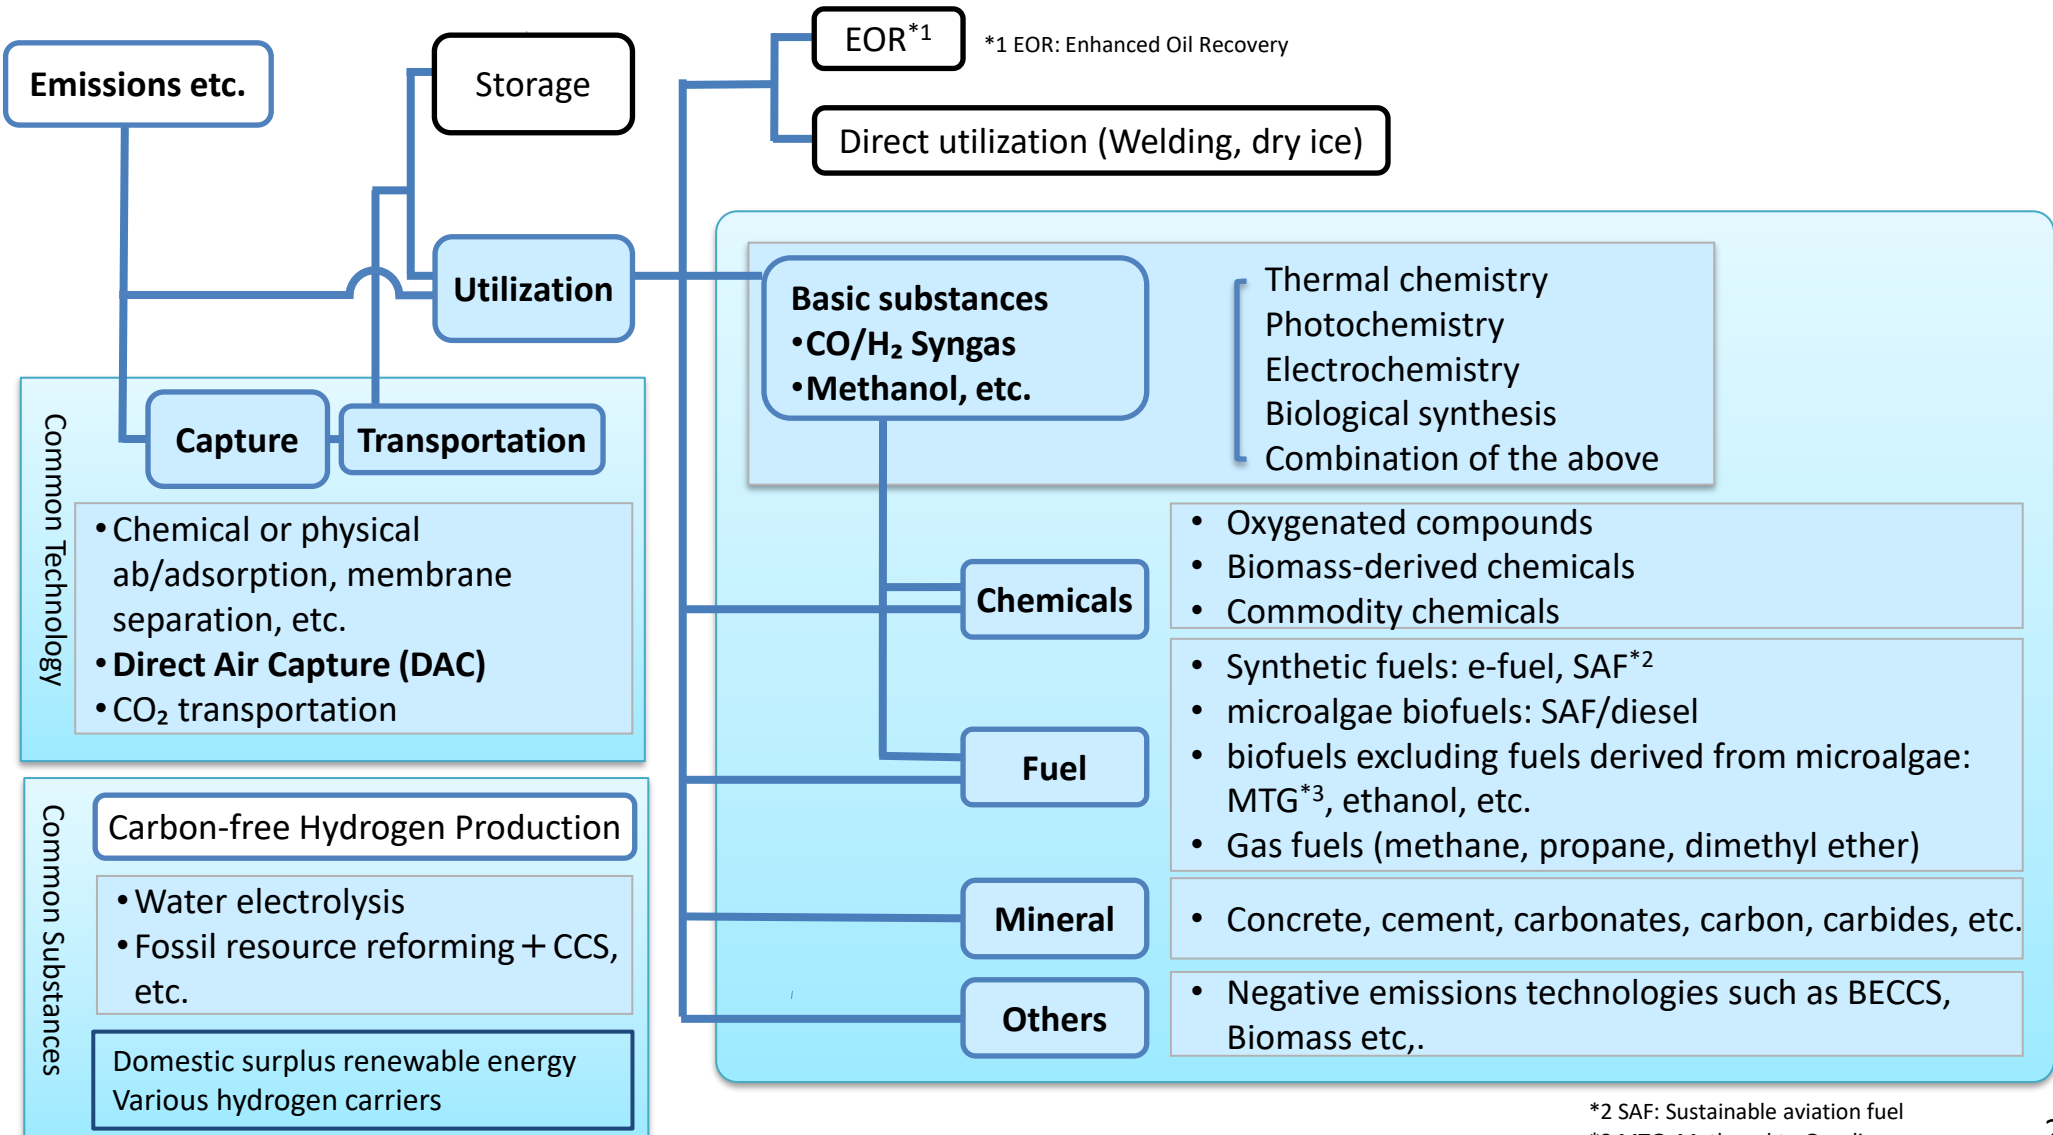 Emissions etc.
Storage
EOR*1
*1 EOR: Enhanced Oil Recovery
Direct utilization (Welding, dry ice)
Utilization
Basic substances
•CO/H₂ Syngas
•Methanol, etc.
Thermal chemistry
Photochemistry
Electrochemistry
Biological synthesis
Combination of the above
Common Technology
Capture
Transportation
•Chemical or physical
ab/adsorption, membrane
separation, etc.
•Direct Air Capture (DAC)
•CO₂ transportation
Chemicals
• Oxygenated compounds
• Biomass-derived chemicals
• Commodity chemicals
Fuel
• Synthetic fuels: e-fuel, SAF*2
• microalgae biofuels: SAF/diesel
• biofuels excluding fuels derived from microalgae:
MTG*3, ethanol, etc.
• Gas fuels (methane, propane, dimethyl ether)
Mineral
• Concrete, cement, carbonates, carbon, carbides, etc.
Others
• Negative emissions technologies such as BECCS,
Biomass etc,.
Common Substances
Carbon-free Hydrogen Production
•Water electrolysis
•Fossil resource reforming＋CCS,
etc.
Domestic surplus renewable energy
Various hydrogen carriers
*2 SAF: Sustainable aviation fuel